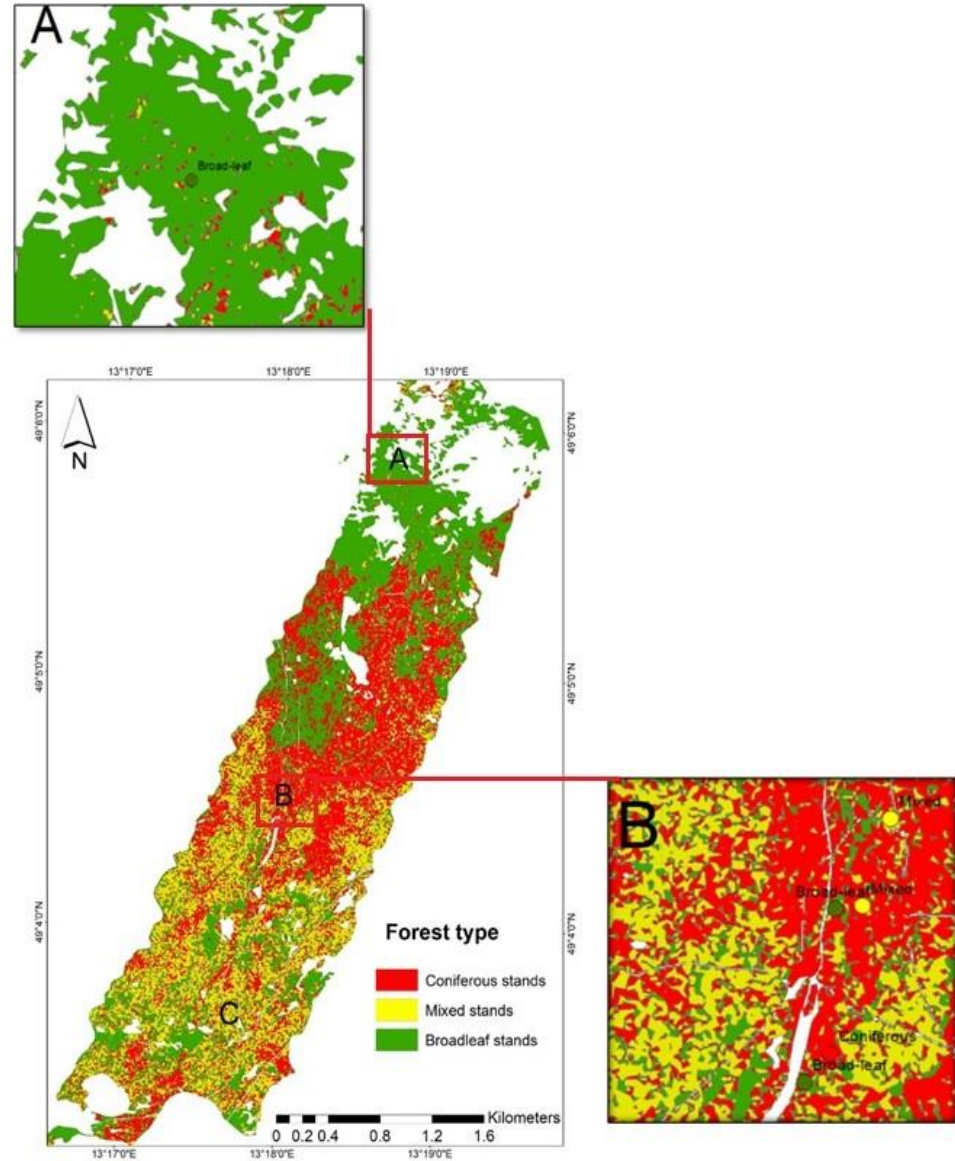 A
Broad-leaf
13°17'0"E
13°18'0"E
13°19'0"E
49°6'0"N
49°6'0"N
N
A
49°5'0"N
49°5'0"N
B
B
Mixed
Broad-leaf
Mixed
49°4'0"N
49°4'0"N
Forest type
Coniferous stands
Mixed stands
Broadleaf stands
C
Coniferous
Broad-leaf
Kilometers
0 0.2 0.4 0.8 1.2 1.6
13°17'0"E
13°18'0"E
13°19'0"E